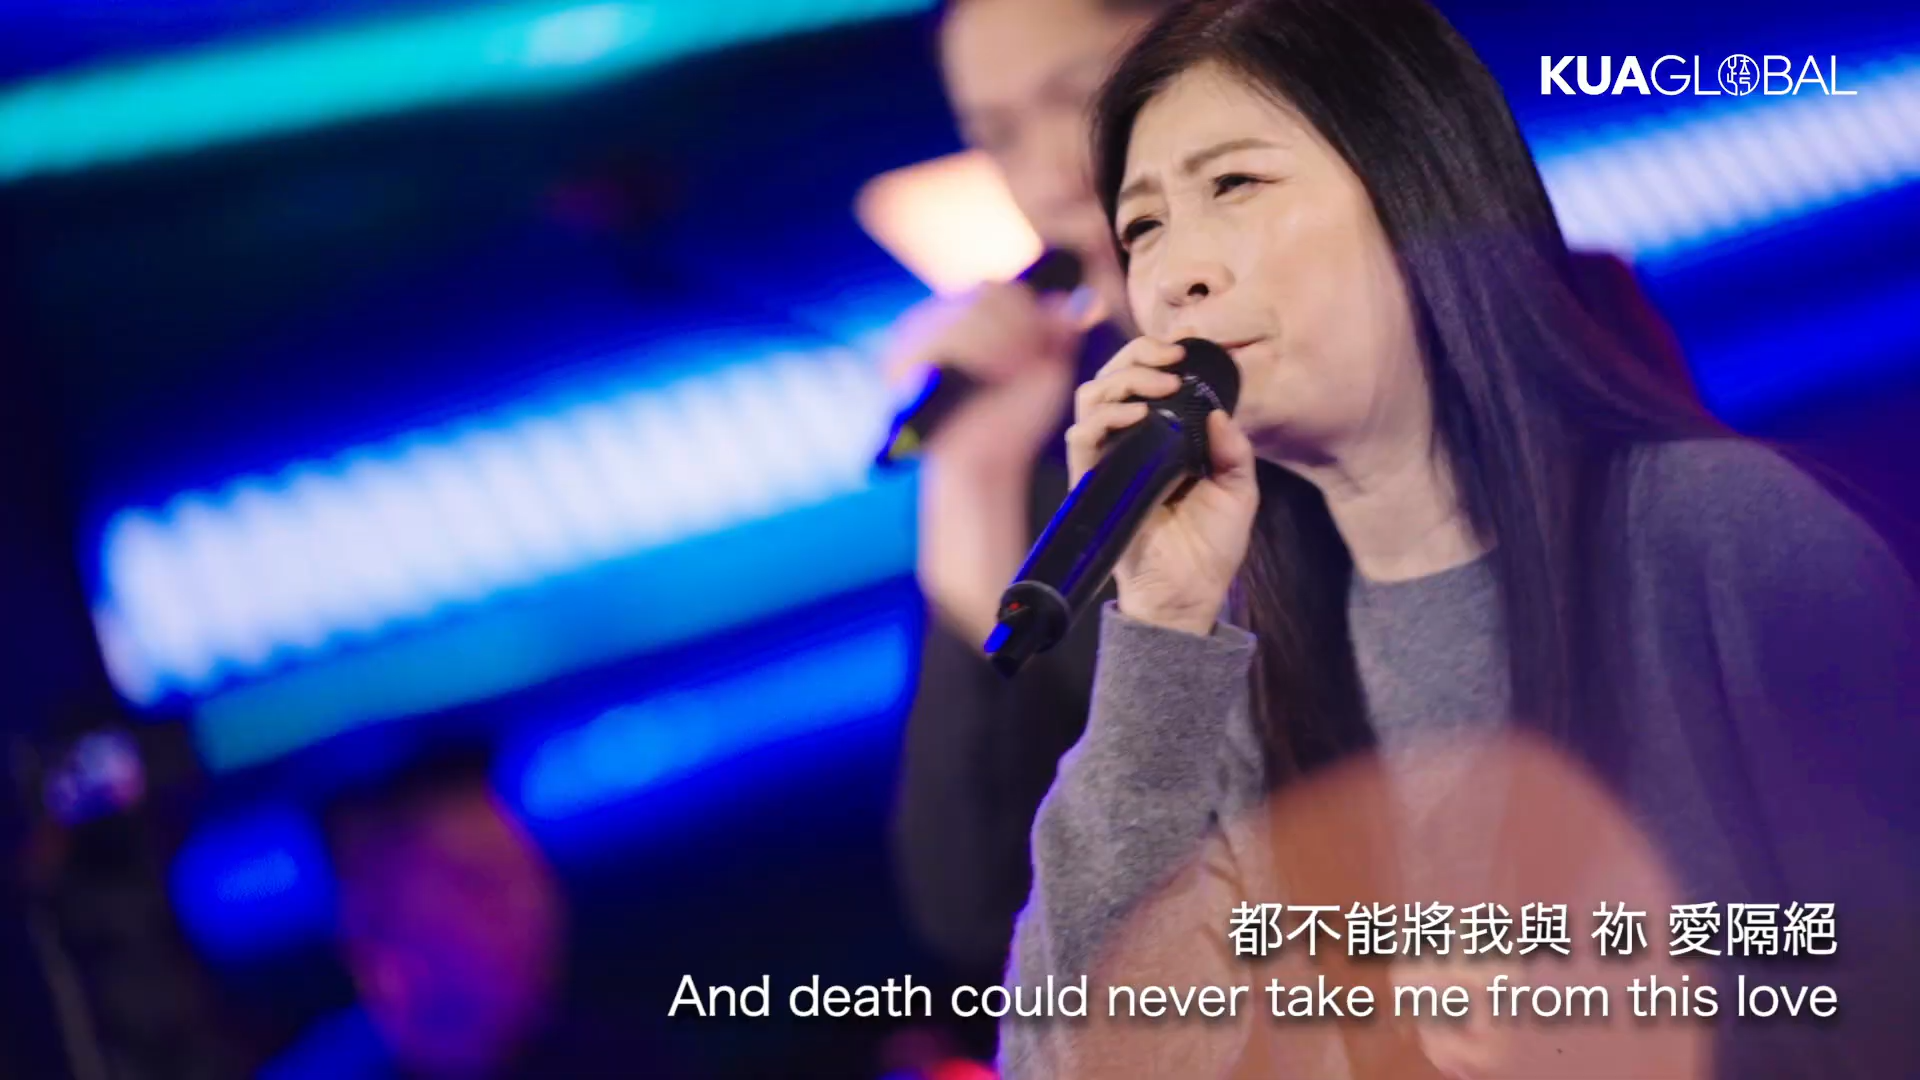 KUAGLOBAL
都不能將我與 祢 愛隔絕
And death could never take me from this love